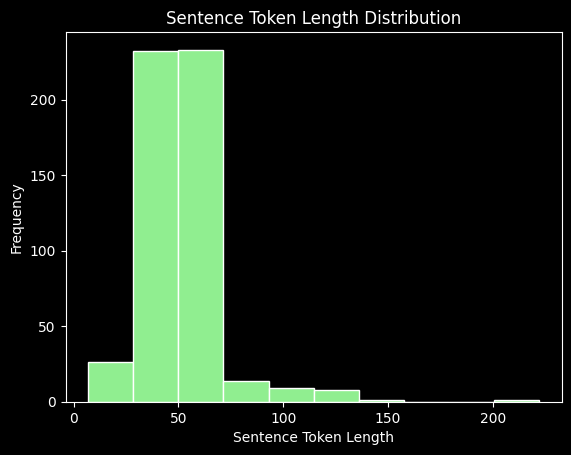 Sentence Token Length Distribution
Frequency
200
150
100
50
0
0 50 100 150 200
Sentence Token Length